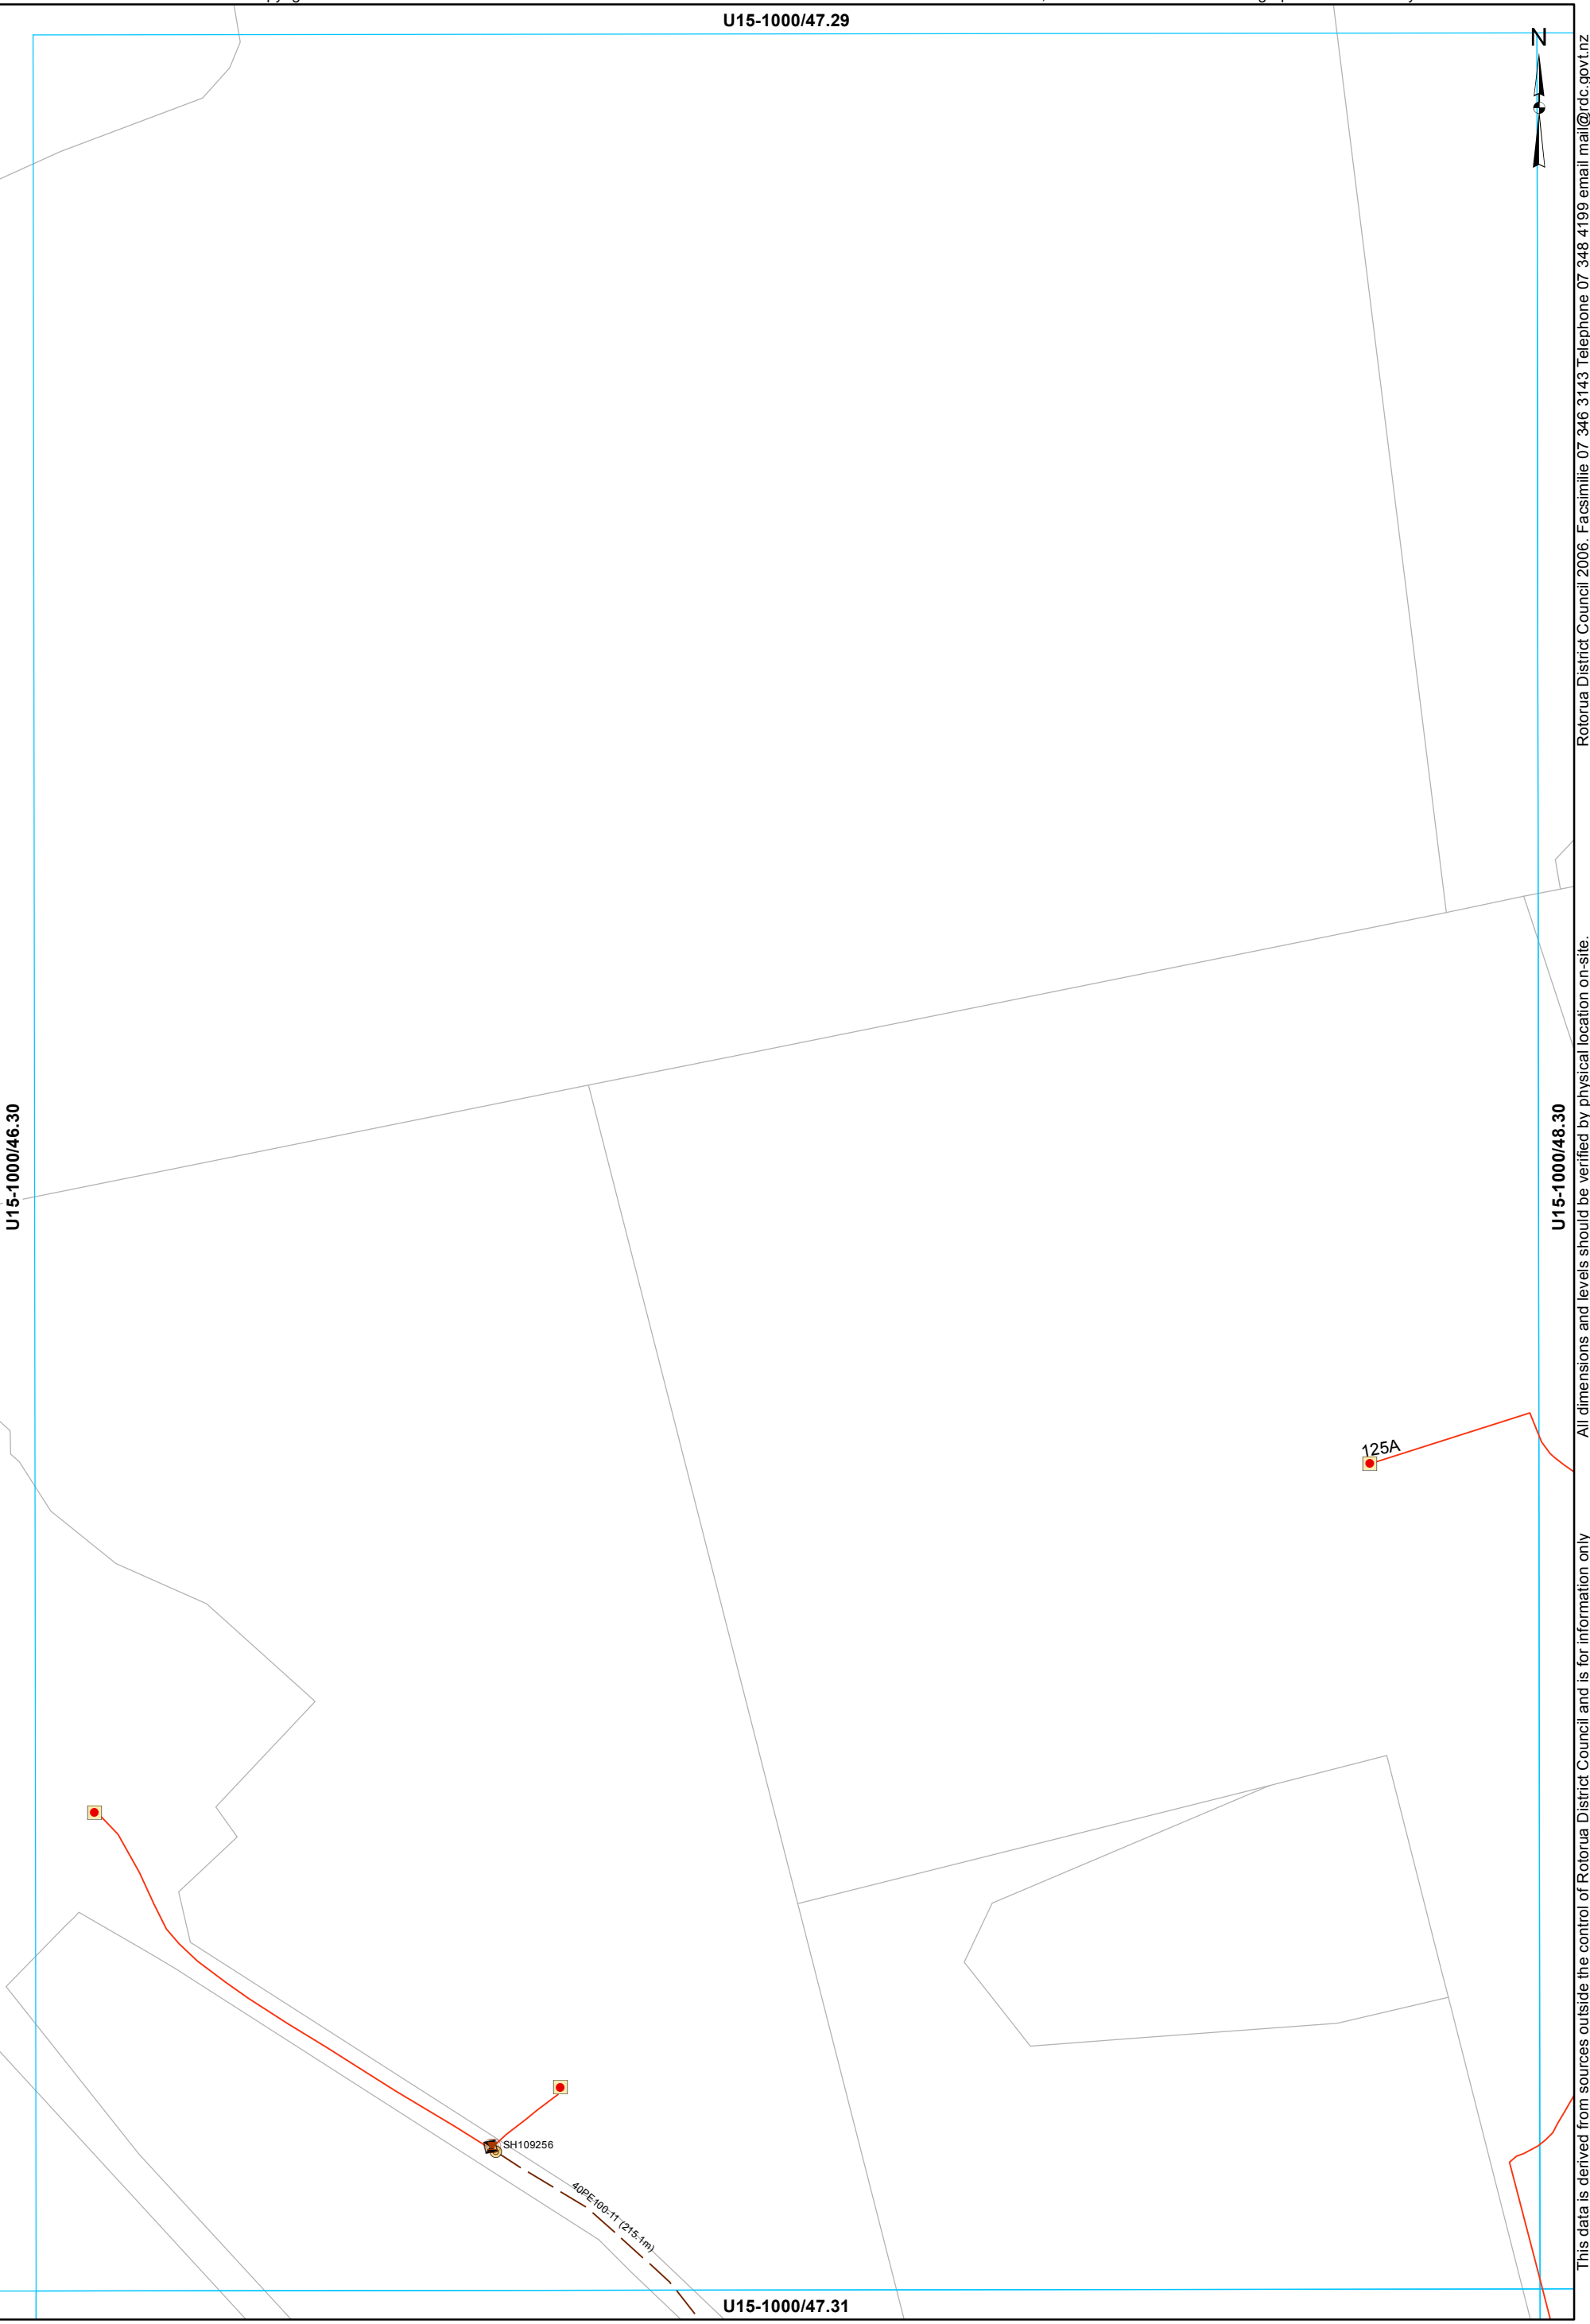 U15-1000/47.29
N
Rotorua District Council 2006. Facsimilie 07 346 3143 Telephone 07 348 4199 email mail@rdc.govt.nz
All dimensions and levels should be verified by physical location on-site.
This data is derived from sources outside the control of Rotorua District Council and is for information only
U15-1000/46.30
U15-1000/48.30
125A
SH109256
40PE100-11 (215.1m)
U15-1000/47.31